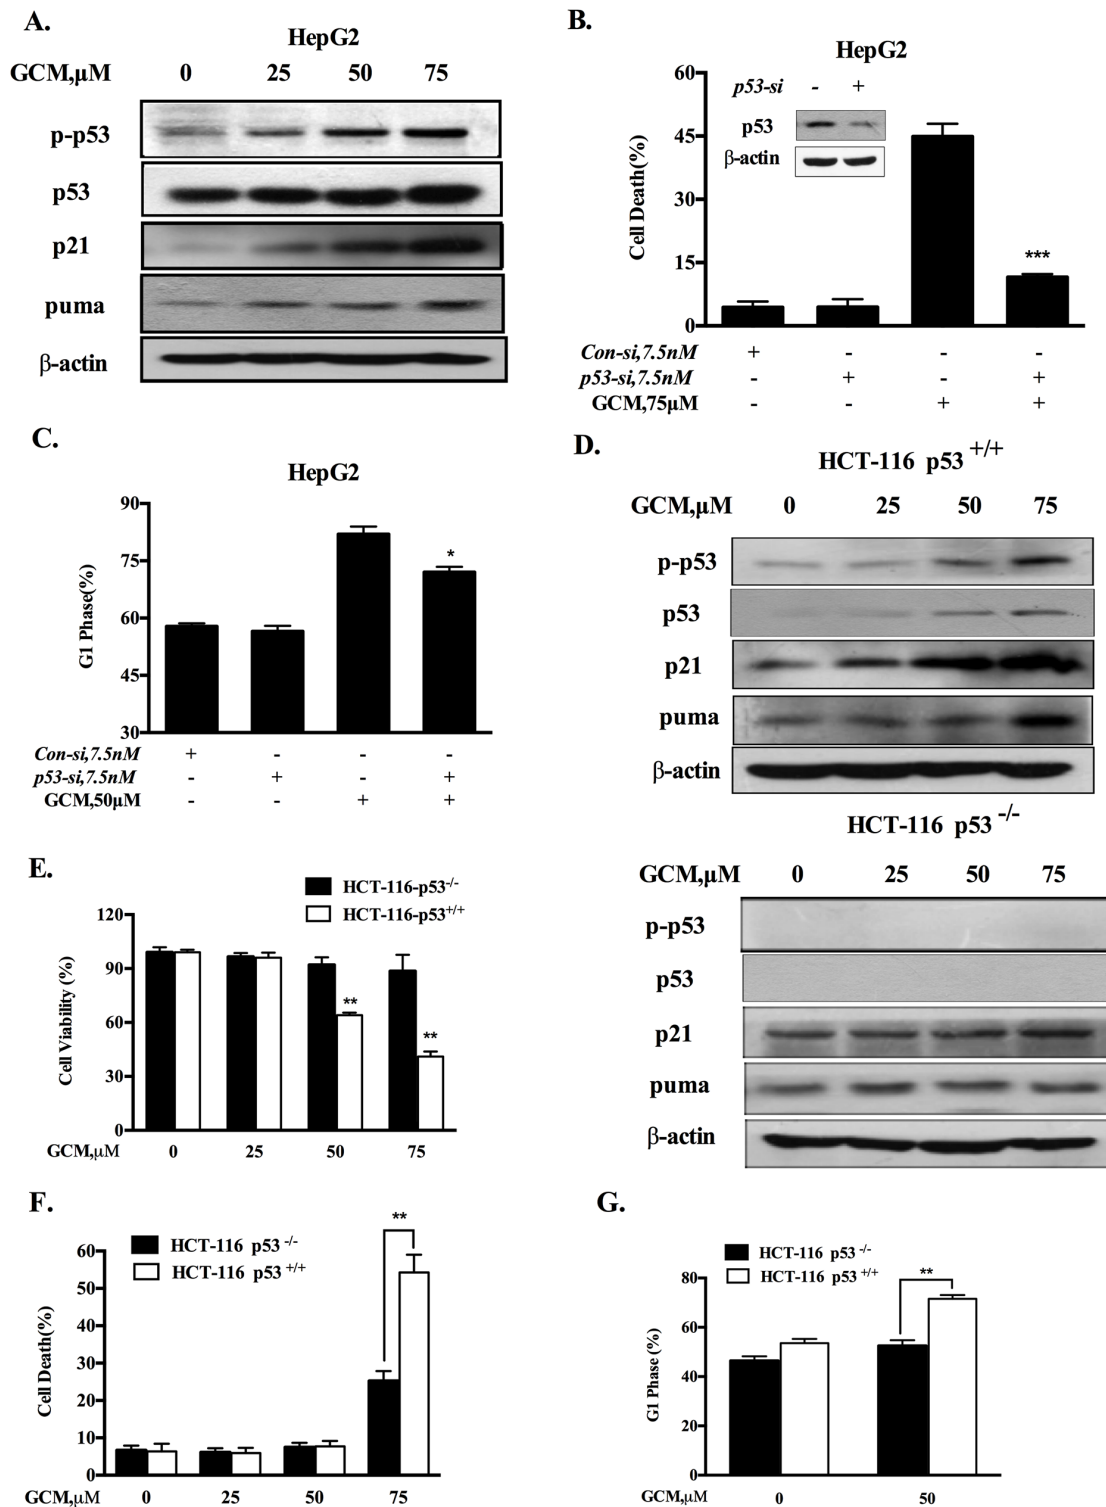 A.
HepG2
GCM,μM 0 25 50 75
p-p53
p53
p21
puma
β-actin
B.
HepG2
60
45
30
15
0
Cell Death(%)
p53-si - +
p53
β-actin
***
Con-si,7.5nM + - - -
p53-si,7.5nM - + - +
GCM,75μM - - + +
C.
HepG2
90
75
60
45
30
G1 Phase(%)
*
Con-si,7.5nM + - - -
p53-si,7.5nM - + - +
GCM,50μM - - + +
D.
HCT-116 p53 +/+
GCM,μM 0 25 50 75
p-p53
p53
p21
puma
β-actin
HCT-116 p53 -/-
GCM,μM 0 25 50 75
p-p53
p53
p21
puma
β-actin
E.
HCT-116-p53-/-
HCT-116-p53+/+
120
90
60
30
0
Cell Viability (%)
**
**
GCM,μM 0 25 50 75
F.
HCT-116 p53 -/-
HCT-116 p53 +/+
60
50
40
30
20
10
0
Cell Death(%)
**
GCM,μM 0 25 50 75
G.
HCT-116 p53 -/-
HCT-116 p53 +/+
80
60
40
20
0
G1 Phase (%)
**
GCM,μM 0 50